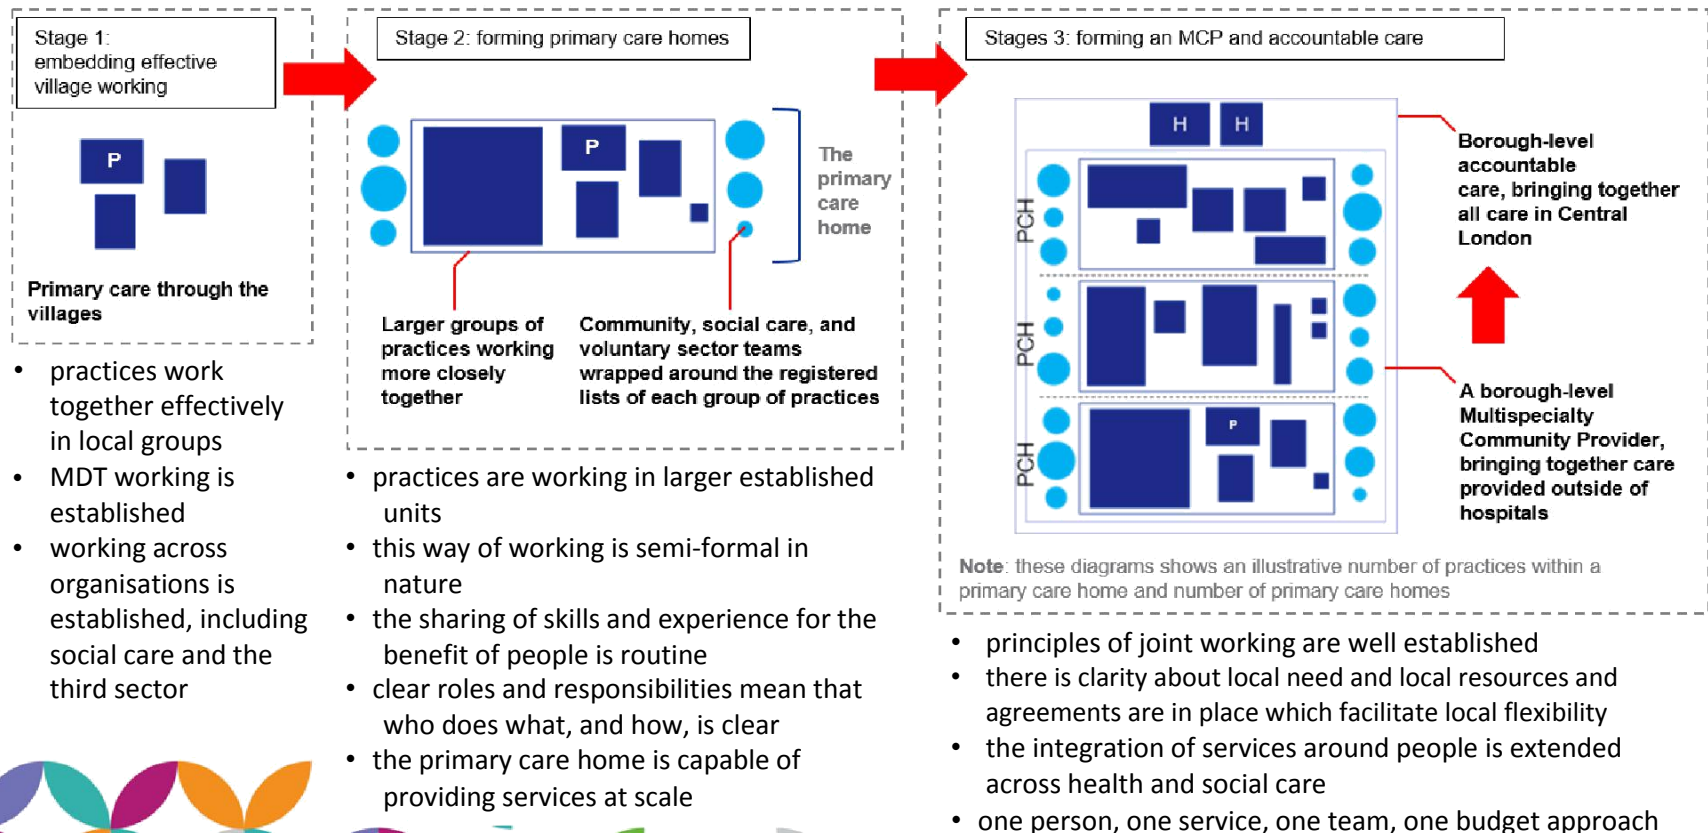 Stage 1:
embedding effective
village working
P
Primary care through the
villages
• practices work
together effectively
in local groups
• MDT working is
established
• working across
organisations is
established, including
social care and the
third sector
Stage 2: forming primary care homes
P
The
primary
care
home
Larger groups of
practices working
more closely
together
Community, social care, and
voluntary sector teams
wrapped around the registered
lists of each group of practices
• practices are working in larger established
units
• this way of working is semi-formal in
nature
• the sharing of skills and experience for the
benefit of people is routine
• clear roles and responsibilities mean that
who does what, and how, is clear
• the primary care home is capable of
providing services at scale
Stages 3: forming an MCP and accountable care
H H
PCH
PCH
PCH
P
Borough-level
accountable
care, bringing together
all care in Central
London
A borough-level
Multispecialty
Community Provider,
bringing together care
provided outside of
hospitals
Note: these diagrams shows an illustrative number of practices within a
primary care home and number of primary care homes
• principles of joint working are well established
• there is clarity about local need and local resources and
agreements are in place which facilitate local flexibility
• the integration of services around people is extended
across health and social care
• one person, one service, one team, one budget approach